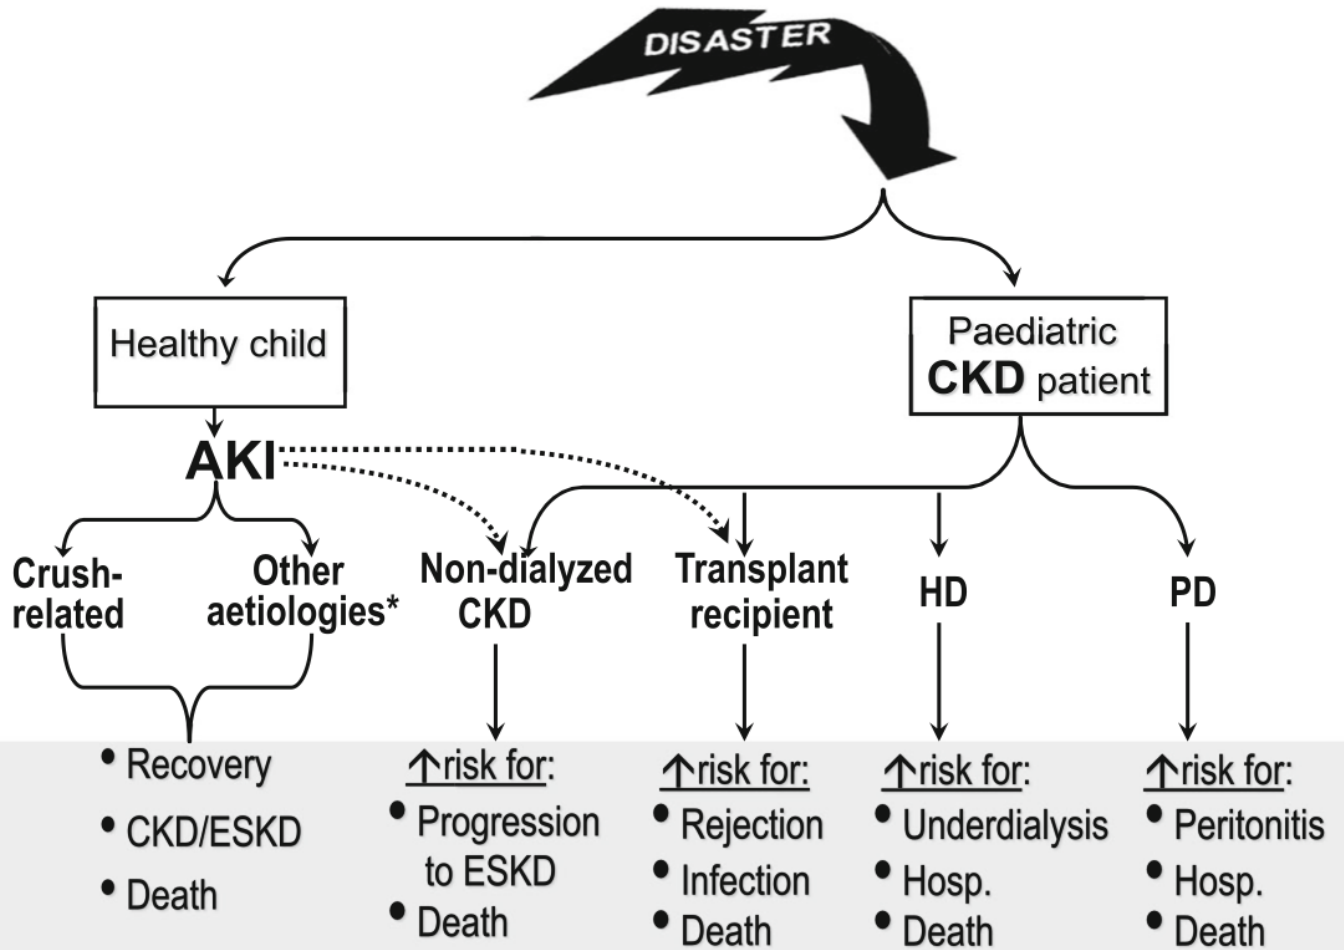 DISASTER
Healthy child
Paediatric
CKD patient
AKI
Crush-
related
Other
aetiologies*
Non-dialyzed
CKD
Transplant
recipient
HD
PD
• Recovery
• CKD/ESKD
• Death
↑risk for:
• Progression
to ESKD
• Death
↑risk for:
• Rejection
• Infection
• Death
↑risk for:
• Underdialysis
• Hosp.
• Death
↑risk for:
• Peritonitis
• Hosp.
• Death